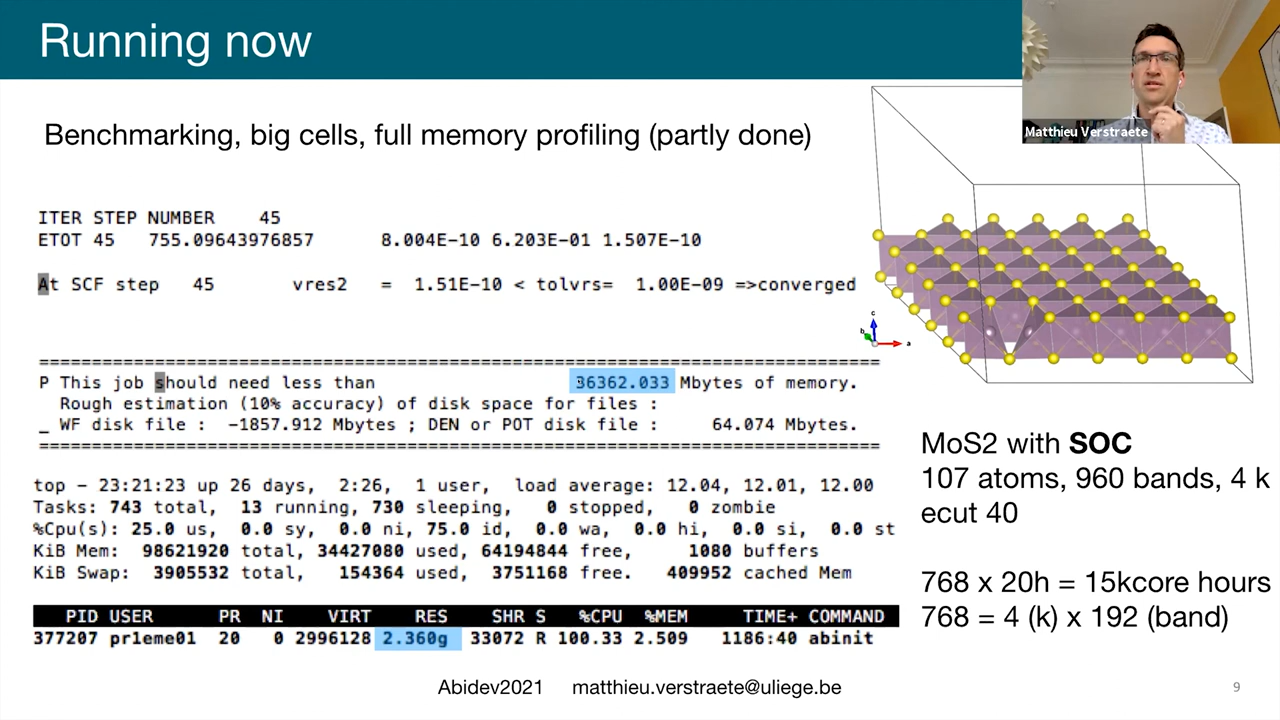 Running now
Matthieu Verstraete
Benchmarking, big cells, full memory profiling (partly done)
ITER STEP NUMBER 45
ETOT 45 755.09643976857 8.004E-10 6.203E-01 1.507E-10
At SCF step 45 vres2 = 1.51E-10 < tolvrs= 1.00E-09 =>converged
c
b
a
================================================================================
P This job should need less than 36362.033 Mbytes of memory.
Rough estimation (10% accuracy) of disk space for files :
_ WF disk file : -1857.912 Mbytes ; DEN or POT disk file : 64.074 Mbytes.
================================================================================
MoS2 with SOC
107 atoms, 960 bands, 4 k
ecut 40
768 x 20h = 15kcore hours
768 = 4 (k) x 192 (band)
top - 23:21:23 up 26 days, 2:26, 1 user, load average: 12.04, 12.01, 12.00
Tasks: 743 total, 13 running, 730 sleeping, 0 stopped, 0 zombie
%Cpu(s): 25.0 us, 0.0 sy, 0.0 ni, 75.0 id, 0.0 wa, 0.0 hi, 0.0 si, 0.0 st
KiB Mem: 98621920 total, 34427080 used, 64194844 free, 1080 buffers
KiB Swap: 3905532 total, 154364 used, 3751168 free. 409952 cached Mem
PID USER PR NI VIRT RES SHR S %CPU %MEM TIME+ COMMAND
377207 pr1eme01 20 0 2996128 2.360g 33072 R 100.33 2.509 1186:40 abinit
Abidev2021 matthieu.verstraete@uliege.be
9